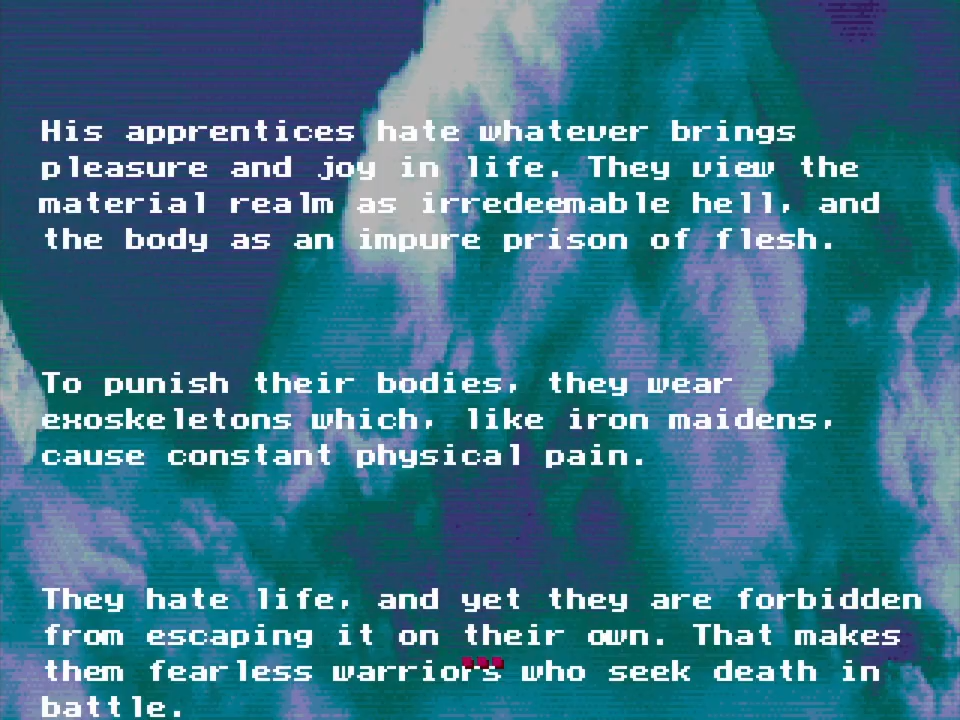 His apprentices hate whatever brings
pleasure and joy in life. They view the
material realm as irredeemable hell, and
the body as an impure prison of flesh.
To punish their bodies, they wear
exoskeletons which, like iron maidens,
cause constant physical pain.
They hate life, and yet they are forbidden
from escaping it on their own. That makes
them fearless warriors who seek death in
battle.